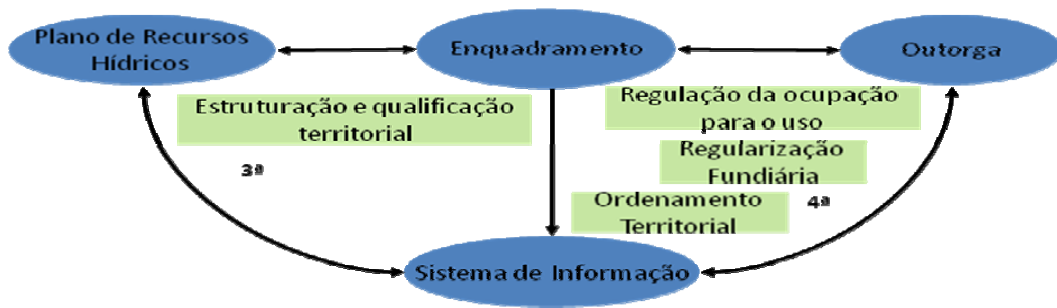 Plano de Recursos
Hídricos
Enquadramento
Outorga
Estruturação e qualificação
territorial
Regulação da ocupação
para o uso
Regularização
Fundiária
3ª
Ordenamento
Territorial
4ª
Sistema de Informação